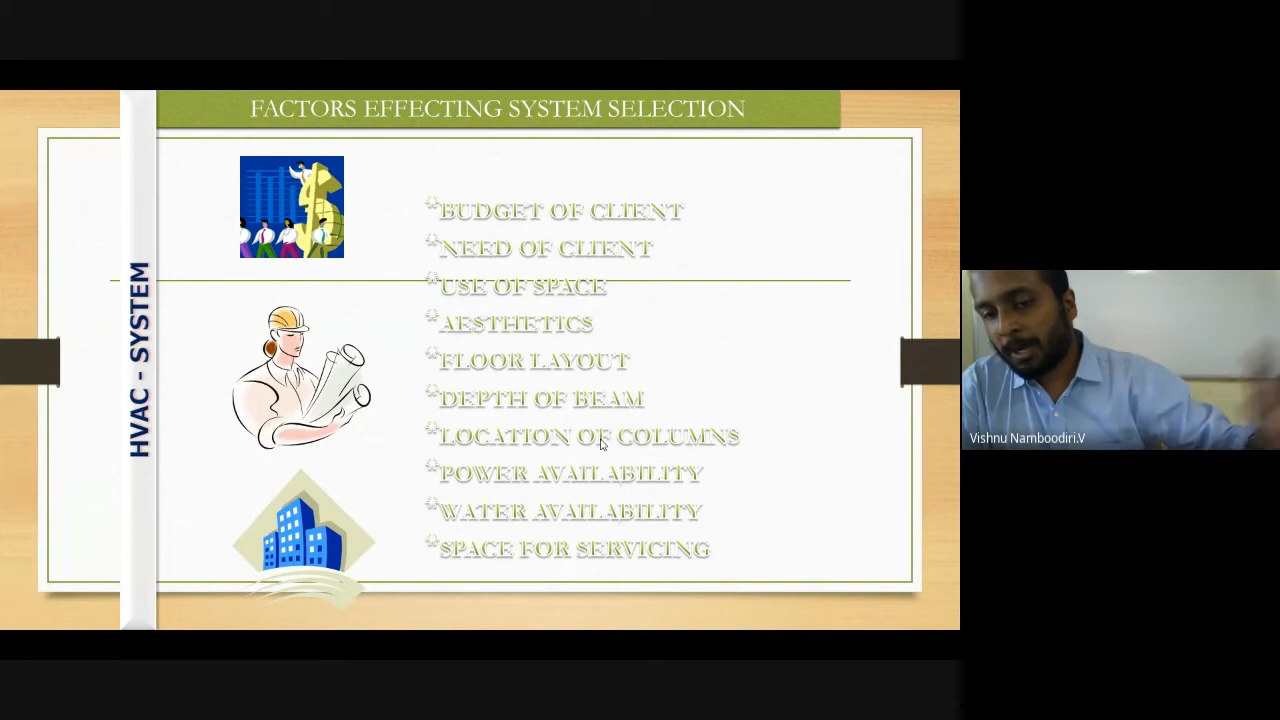 FACTORS EFFECTING SYSTEM SELECTION
HVAC - SYSTEM
BUDGET OF CLIENT
NEED OF CLIENT
USE OF SPACE
AESTHETICS
FLOOR LAYOUT
DEPTH OF BEAM
LOCATION OF COLUMNS
POWER AVAILABILITY
WATER AVAILABILITY
SPACE FOR SERVICING
Vishnu Namboodiri.V